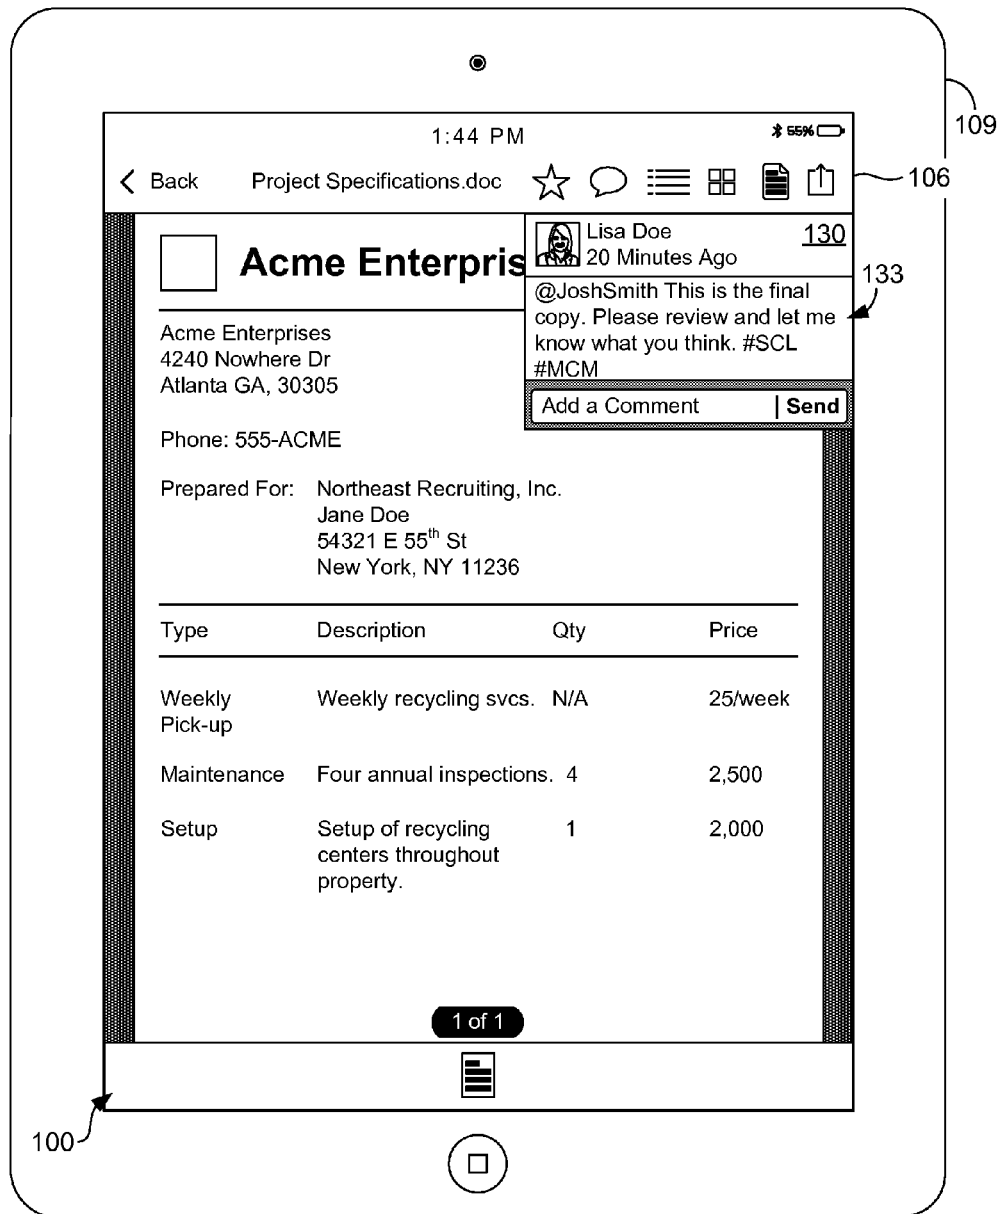 109
1:44 PM 55%
Back Project Specifications.doc
106
Lisa Doe 130
20 Minutes Ago
133
@JoshSmith This is the final
copy. Please review and let me
know what you think. #SCL
#MCM
Add a Comment | Send
Acme Enterpris
Acme Enterprises
4240 Nowhere Dr
Atlanta GA, 30305
Phone: 555-ACME
Prepared For: Northeast Recruiting, Inc.
Jane Doe
54321 E 55th St
New York, NY 11236
Type Description Qty Price
Weekly Weekly recycling svcs. N/A 25/week
Pick-up
Maintenance Four annual inspections. 4 2,500
Setup Setup of recycling 1 2,000
centers throughout
property.
1 of 1
100